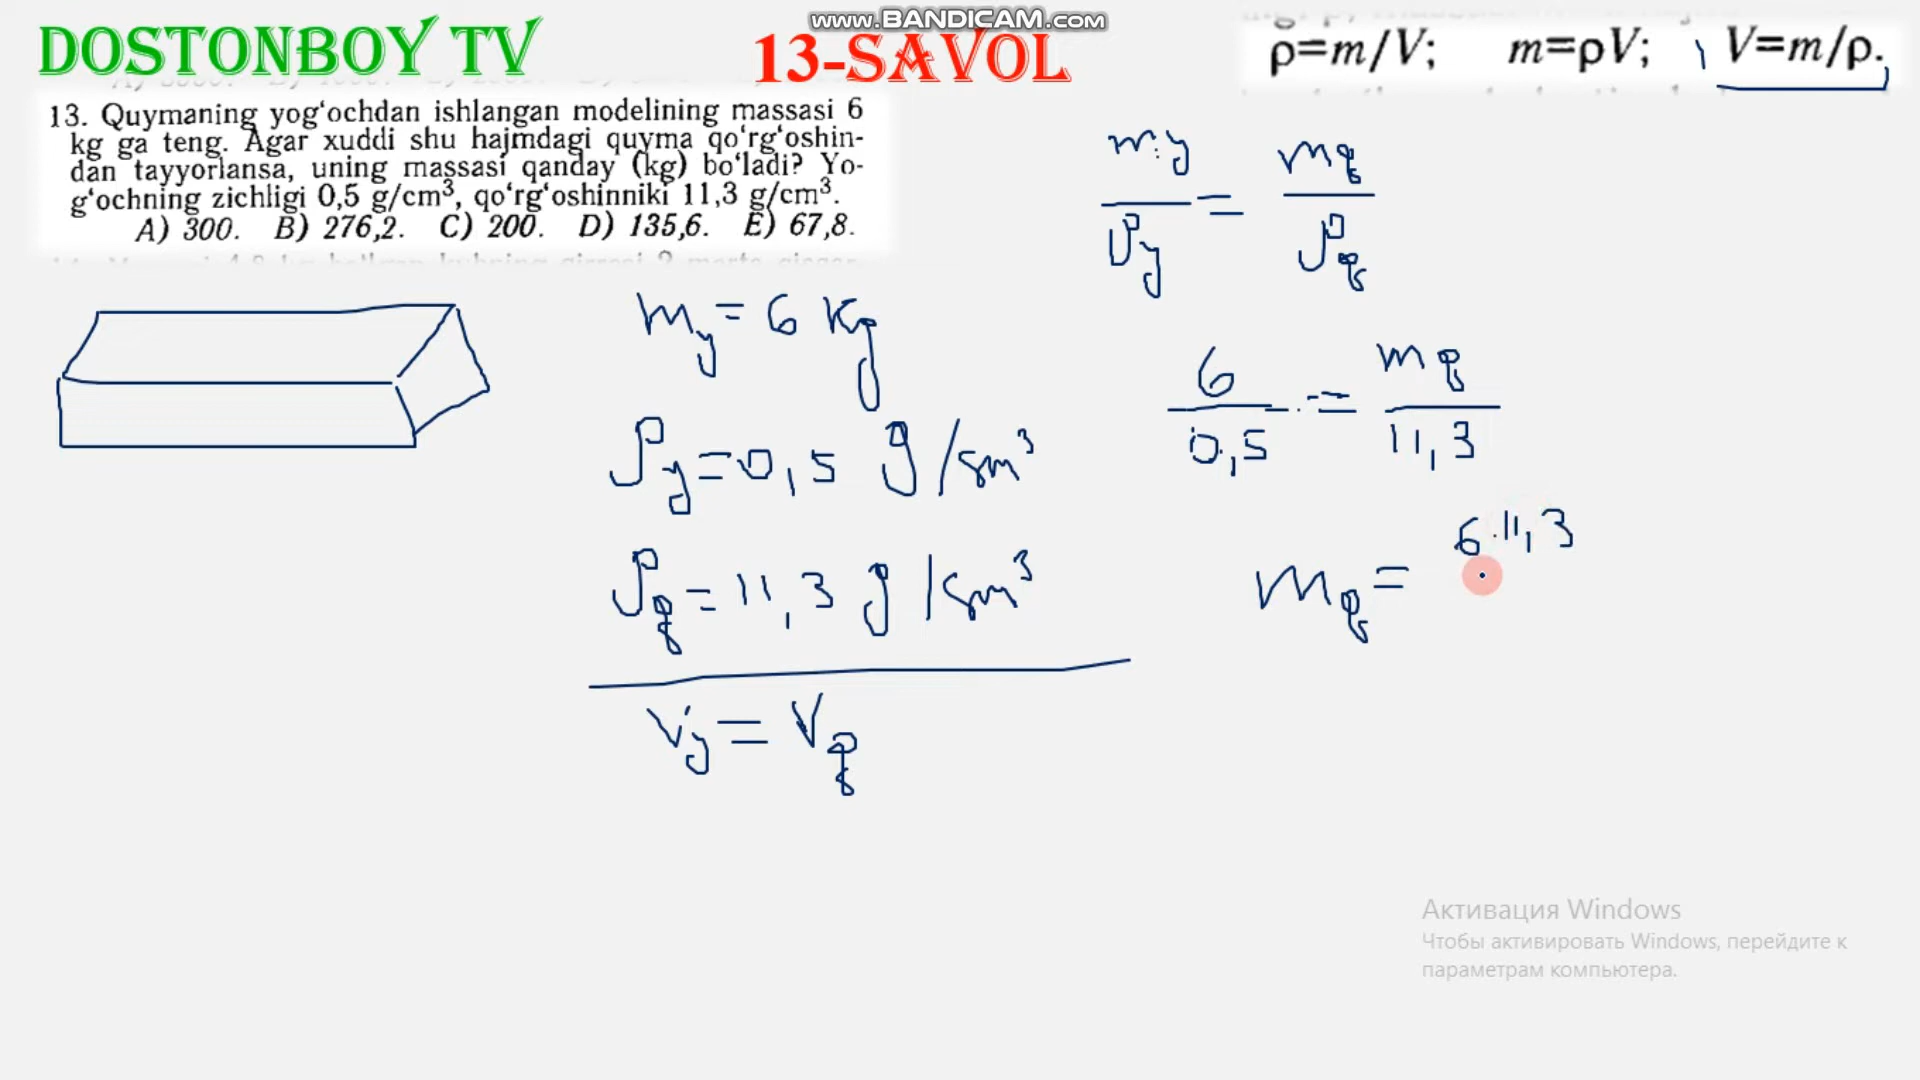 www.BANDICAM.com
DOSTONBOY TV
13-SAVOL
ρ=m/V; m=ρV; V=m/ρ.
13. Quymaning yog‘ochdan ishlangan modelining massasi 6
kg ga teng. Agar xuddi shu hajmdagi quyma qo‘rg‘oshin-
dan tayyorlansa, uning massasi qanday (kg) bo‘ladi? Yo-
g‘ochning zichligi 0,5 g/cm³, qo‘rg‘oshinniki 11,3 g/cm³.
A) 300. B) 276,2. C) 200. D) 135,6. E) 67,8.
my = 6 kg
ρy = 0,5 g/sm³
ρq = 11,3 g/sm³
Vy = Vq
my/ρy = mq/ρq
6/0,5 = mq/11,3
mq = 6·11,3
Активация Windows
Чтобы активировать Windows, перейдите к
параметрам компьютера.